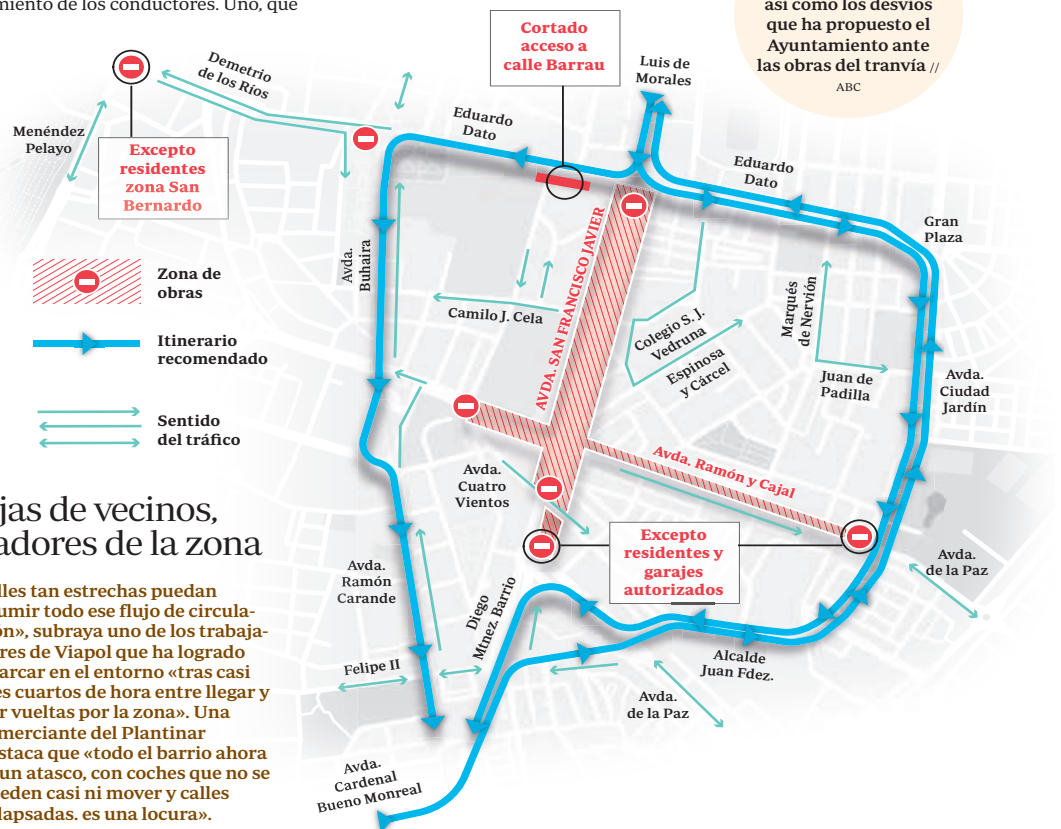 miento de los conductores. Uno, que
así como los desvíos
que ha propuesto el
Ayuntamiento ante
las obras del tranvía //
ABC
Cortado
acceso a
calle Barrau
Luis de
Morales
Demetrio
de los Ríos
Menéndez
Pelayo
Excepto
residentes
zona San
Bernardo
Eduardo
Dato
Eduardo
Dato
Gran
Plaza
Avda.
Buhaira
Zona de
obras
Itinerario
recomendado
Sentido
del tráfico
Camilo J. Cela
AVDA. SAN FRANCISCO JAVIER
Colegio S. J.
Vedruna
Espinosa
y Cárcel
Marqués
de Nervión
Juan de
Padilla
Avda.
Ciudad
Jardín
Avda.
Cuatro
Vientos
Avda. Ramón y Cajal
Excepto
residentes y
garajes
autorizados
Avda.
de la Paz
Avda.
Ramón
Carande
Diego
Mtnez. Barrio
Felipe II
Alcalde
Juan Fdez.
Avda.
de la Paz
Avda.
Cardenal
Bueno Monreal
jas de vecinos,
adores de la zona
lles tan estrechas puedan
umir todo ese flujo de circula-
ón», subraya uno de los trabaja-
res de Viapol que ha logrado
arcar en el entorno «tras casi
es cuartos de hora entre llegar y
r vueltas por la zona». Una
merciante del Plantinar
staca que «todo el barrio ahora
un atasco, con coches que no se
eden casi ni mover y calles
lapsadas. es una locura».